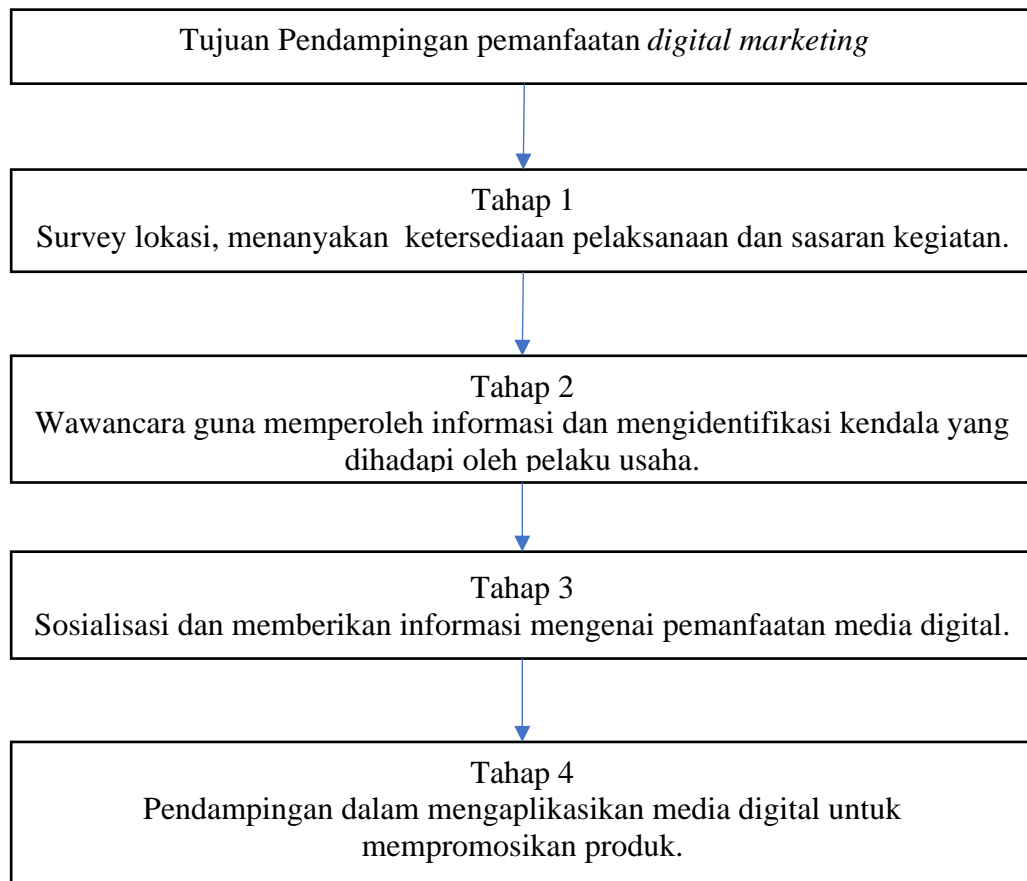 Tujuan Pendampingan pemanfaatan digital marketing
Tahap 1
Survey lokasi, menanyakan ketersediaan pelaksanaan dan sasaran kegiatan.
Tahap 2
Wawancara guna memperoleh informasi dan mengidentifikasi kendala yang
dihadapi oleh pelaku usaha.
Tahap 3
Sosialisasi dan memberikan informasi mengenai pemanfaatan media digital.
Tahap 4
Pendampingan dalam mengaplikasikan media digital untuk
mempromosikan produk.